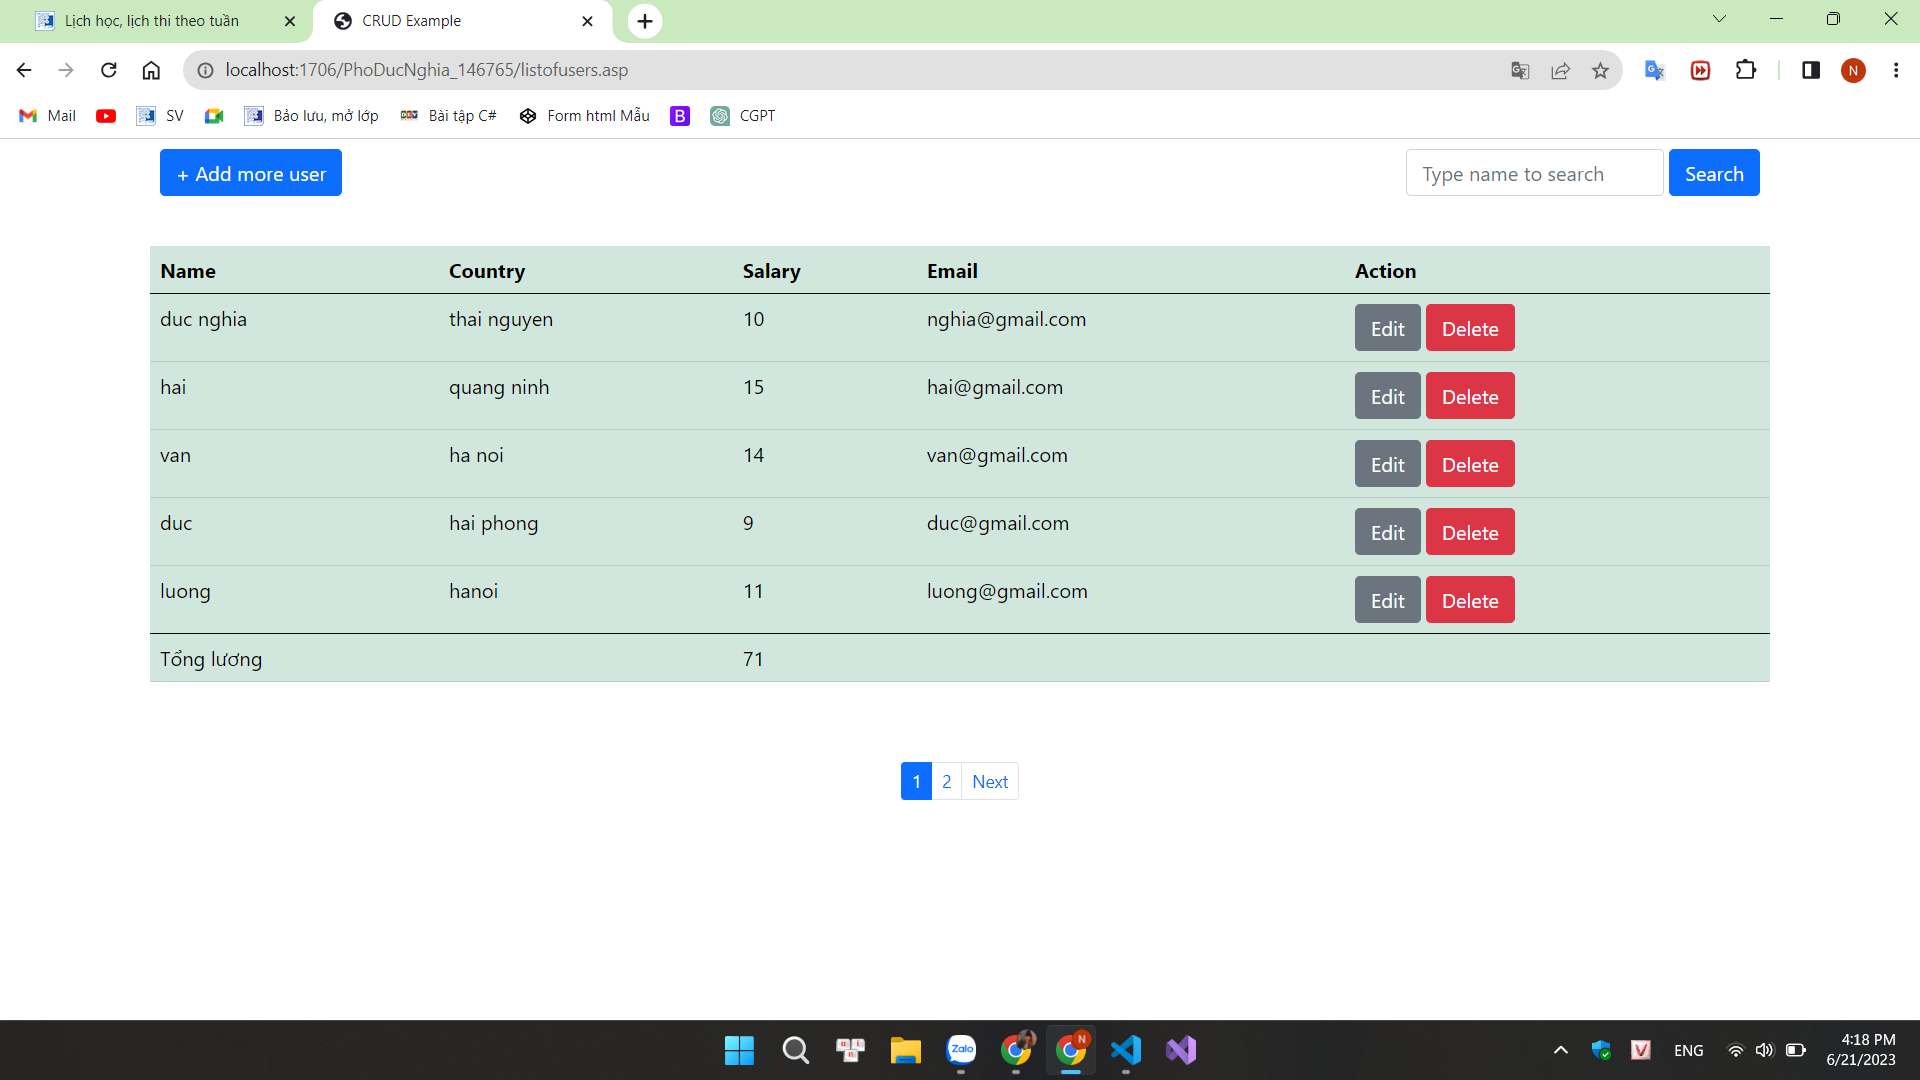 Lịch học, lịch thi theo tuần
CRUD Example
localhost:1706/PhoDucNghia_146765/listofusers.asp
N
Mail SV Bảo lưu, mở lớp Bài tập C# Form html Mẫu B CGPT
+ Add more user
Type name to search Search
Name Country Salary Email Action
duc nghia thai nguyen 10 nghia@gmail.com Edit Delete
hai quang ninh 15 hai@gmail.com Edit Delete
van ha noi 14 van@gmail.com Edit Delete
duc hai phong 9 duc@gmail.com Edit Delete
luong hanoi 11 luong@gmail.com Edit Delete
Tổng lương 71
1 2 Next
Zalo N V ENG 4:18 PM
6/21/2023